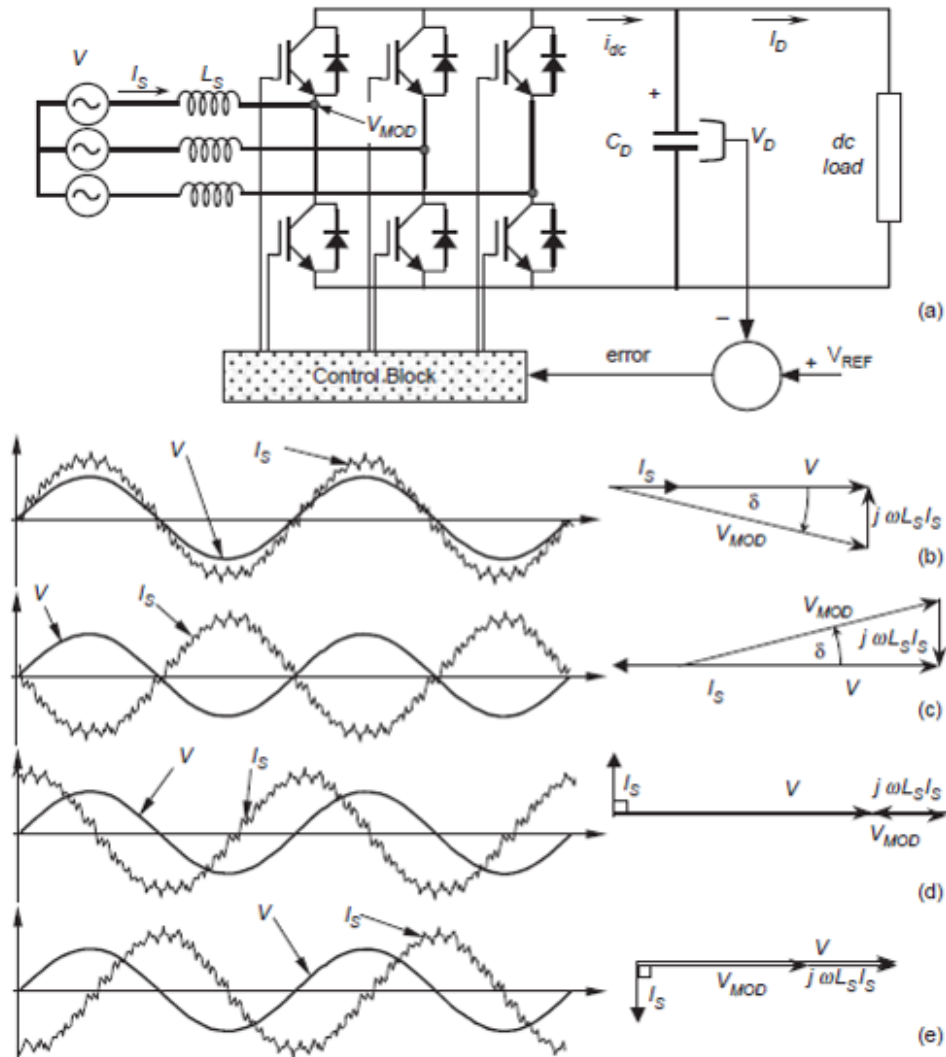 V
I_S
L_S
V_MOD
i_dc
I_D
+
C_D
V_D
dc
load
(a)
−
error
+ V_REF
Control Block
V
I_S
I_S
V
δ
V_MOD
j ωL_S I_S
(b)
V
I_S
V_MOD
j ωL_S I_S
δ
I_S
V
(c)
V
I_S
I_S
V
j ωL_S I_S
V_MOD
(d)
V
I_S
V
I_S
V_MOD
j ωL_S I_S
(e)